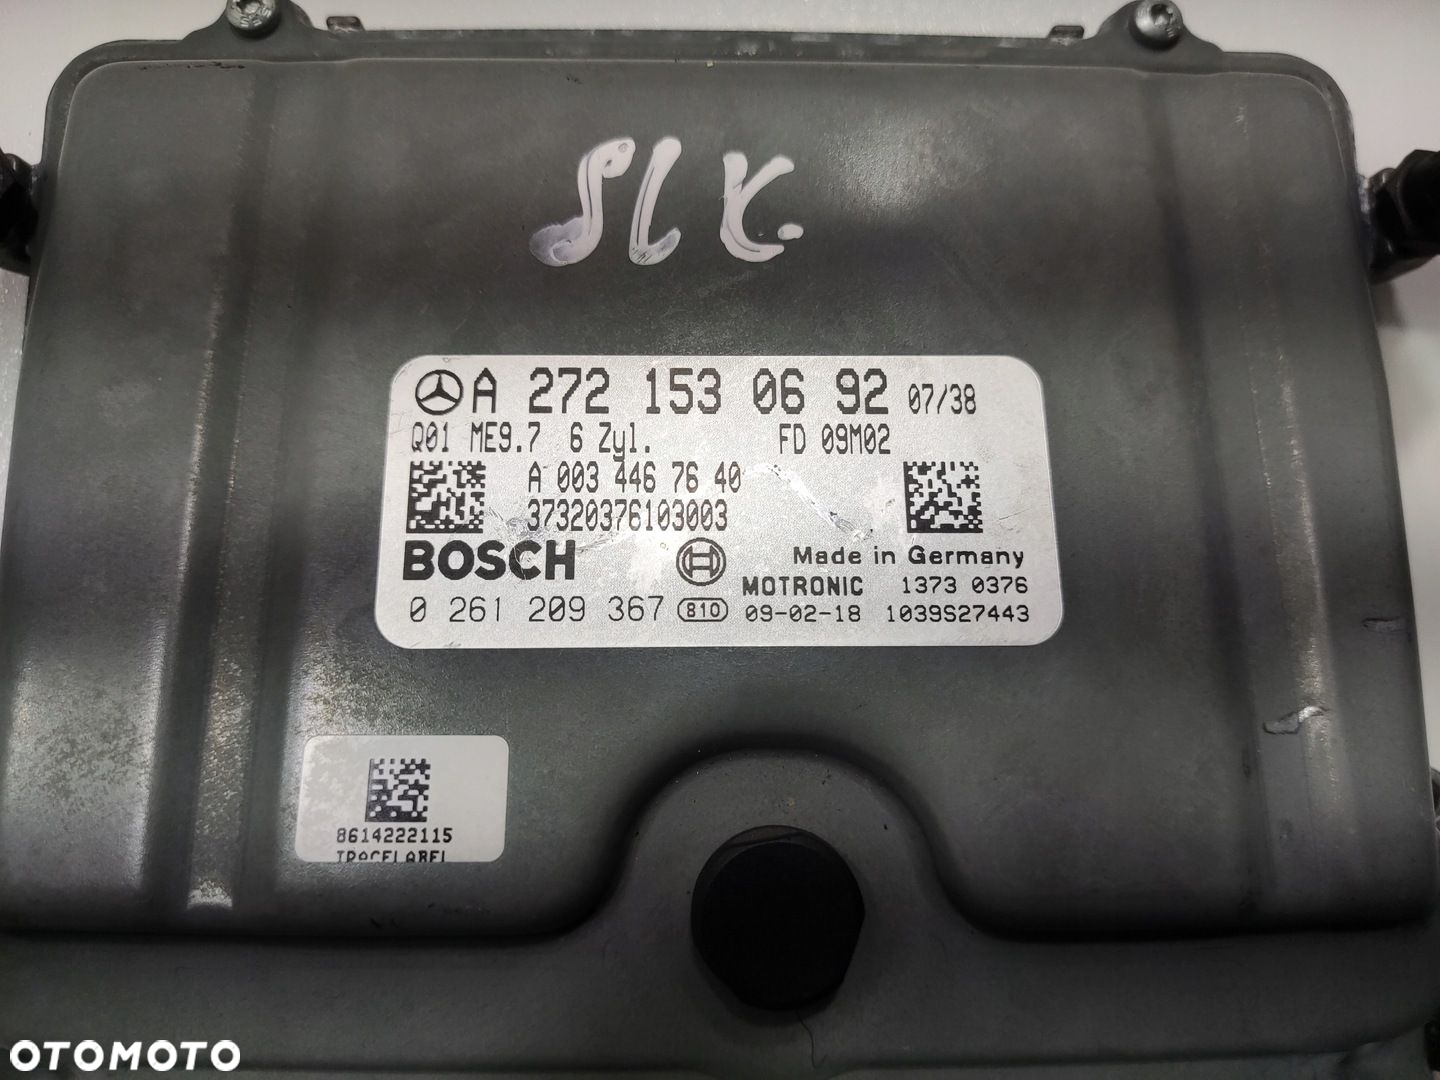 SLK.
A 272 153 06 92 07/38
Q01 ME9.7 6 Zyl. FD 09M02
A 003 446 76 40
37320376103003
BOSCH Made in Germany
MOTRONIC 1373 0376
0 261 209 367 810 09-02-18 1039S27443
8614222115
TRACELABEL
OTOMOTO